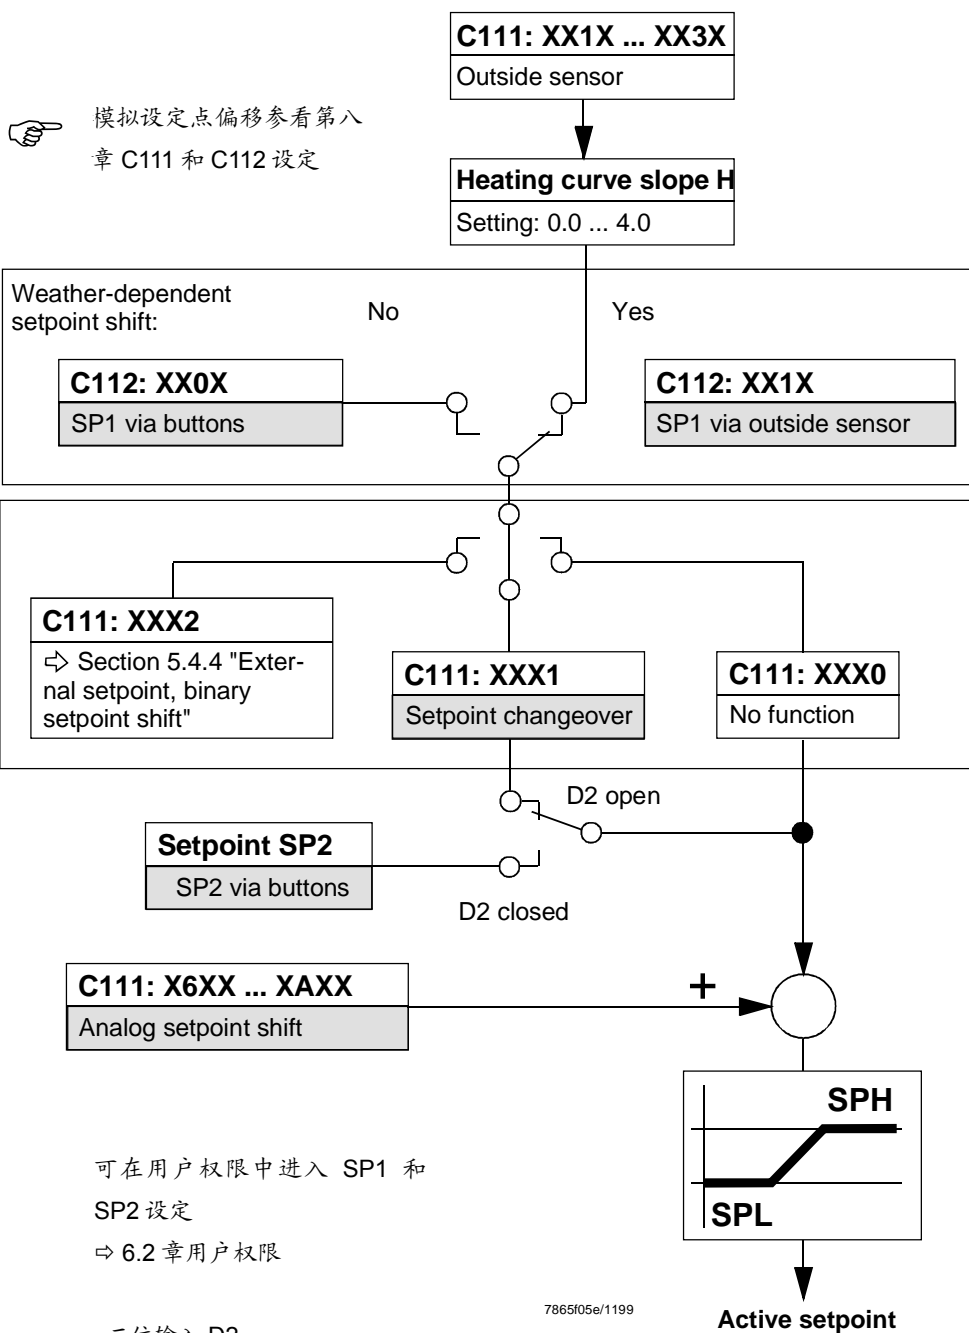 C111: XX1X ... XX3X
Outside sensor
模拟设定点偏移参看第八
章 C111 和 C112 设定
Heating curve slope H
Setting: 0.0 ... 4.0
Weather-dependent
setpoint shift:
No
Yes
C112: XX0X
SP1 via buttons
C112: XX1X
SP1 via outside sensor
C111: XXX2
⇨ Section 5.4.4 "Exter-
nal setpoint, binary
setpoint shift"
C111: XXX1
Setpoint changeover
C111: XXX0
No function
D2 open
Setpoint SP2
SP2 via buttons
D2 closed
C111: X6XX ... XAXX
Analog setpoint shift
+
SPH
SPL
可在用户权限中进入 SP1 和
SP2 设定
⇨ 6.2 章用户权限
7865f05e/1199
Active setpoint